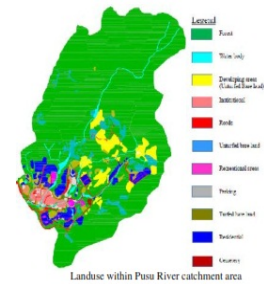 Legend
Forest
Water body
Developing areas
(Unturfed Bare land)
Institutional
Roads
Unturfed bare land
Recreational areas
Parking
Turfed bare land
Residential
Cemetery
Landuse within Pusu River catchment area